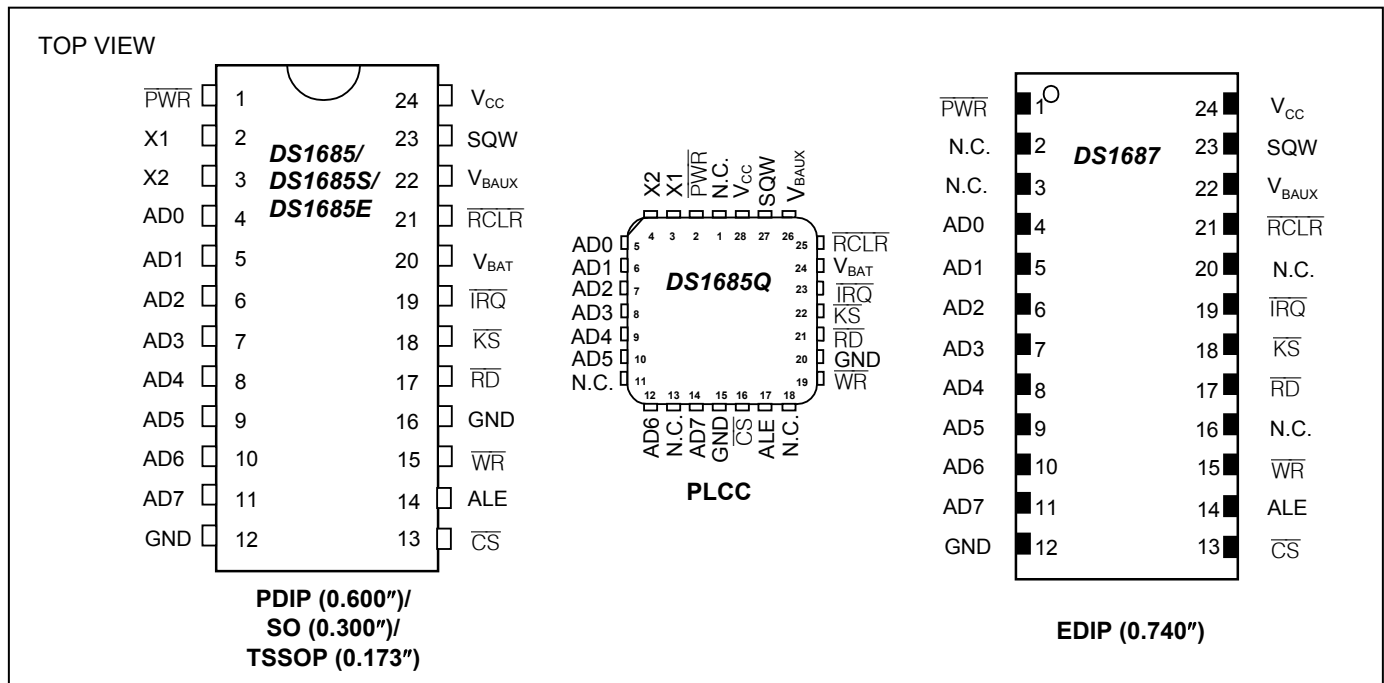 TOP VIEW
PWR 1 24 VCC
X1 2 23 SQW
X2 3 22 VBAUX
AD0 4 21 RCLR
AD1 5 20 VBAT
AD2 6 19 IRQ
AD3 7 18 KS
AD4 8 17 RD
AD5 9 16 GND
AD6 10 15 WR
AD7 11 14 ALE
GND 12 13 CS
DS1685/
DS1685S/
DS1685E
PDIP (0.600″)/
SO (0.300″)/
TSSOP (0.173″)
X2 X1 PWR N.C. VCC SQW VBAUX
4 3 2 1 28 27 26
AD0 5 25 RCLR
AD1 6 24 VBAT
AD2 7 23 IRQ
AD3 8 22 KS
AD4 9 21 RD
AD5 10 20 GND
N.C. 11 19 WR
DS1685Q
12 13 14 15 16 17 18
AD6 N.C. AD7 GND CS ALE N.C.
PLCC
PWR 1 24 VCC
N.C. 2 23 SQW
N.C. 3 22 VBAUX
AD0 4 21 RCLR
AD1 5 20 N.C.
AD2 6 19 IRQ
AD3 7 18 KS
AD4 8 17 RD
AD5 9 16 N.C.
AD6 10 15 WR
AD7 11 14 ALE
GND 12 13 CS
DS1687
EDIP (0.740″)